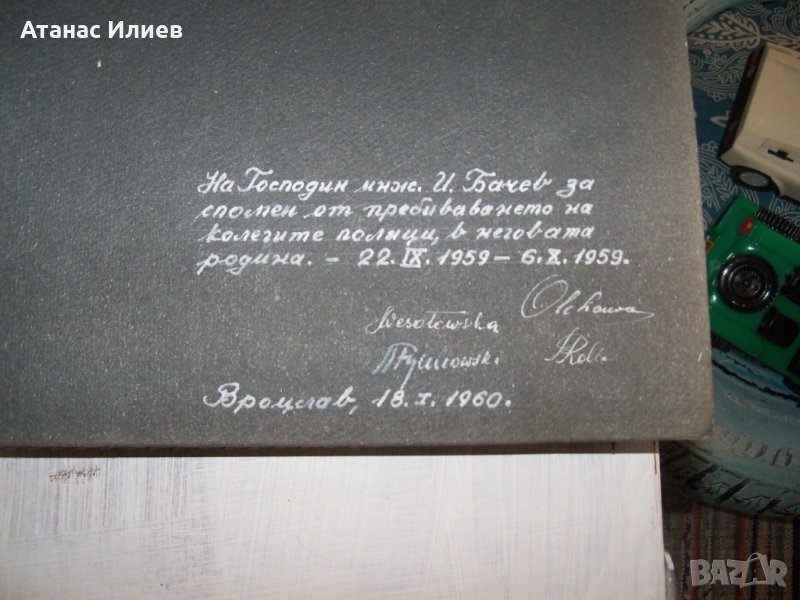 Атанас Илиев
На Господин инж. И. Бачев за
спомен от пребиваването на
колегите поляци, в неговата
родина. – 22. IX. 1959 – 6. X. 1959.
Wesołowska
Вроцлав, 18. I. 1960.
BAZAR